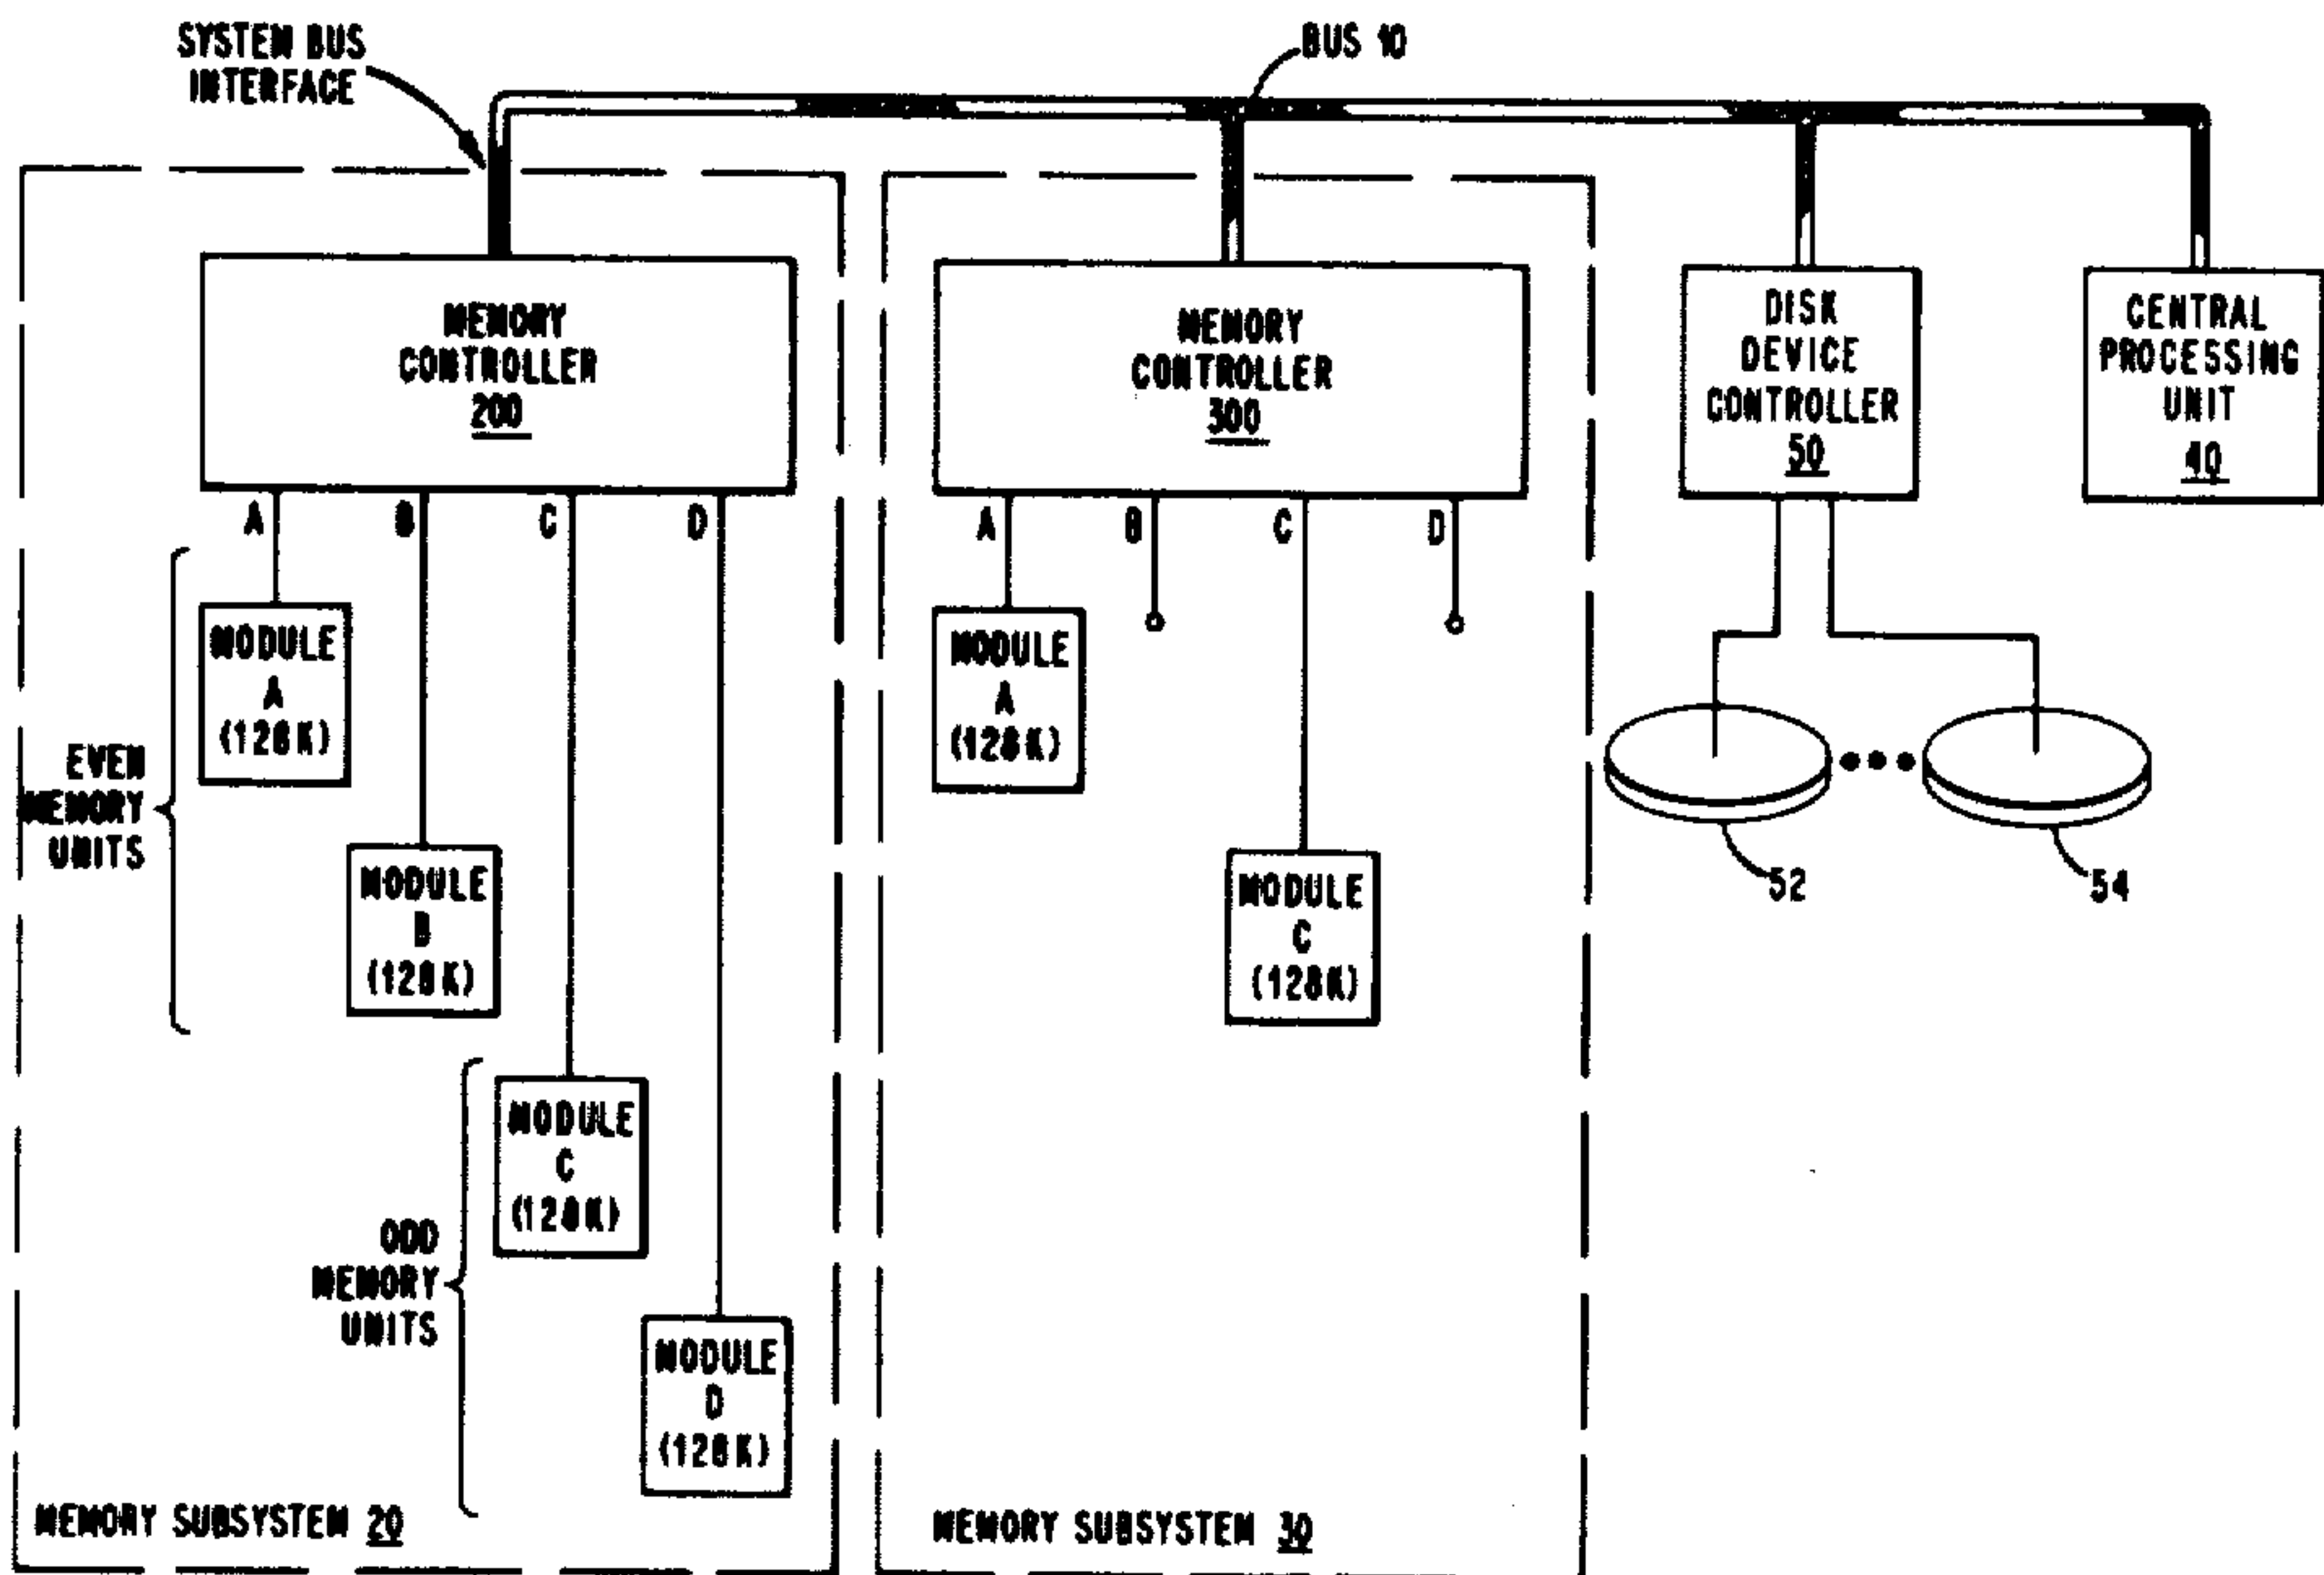 SYSTEM BUS
INTERFACE
BUS 10
MEMORY
CONTROLLER
200
A
B
C
D
MEMORY
CONTROLLER
300
A
B
C
D
DISK
DEVICE
CONTROLLER
50
CENTRAL
PROCESSING
UNIT
40
MODULE
A
(128K)
MODULE
A
(128K)
EVEN
MEMORY
UNITS
MODULE
B
(128K)
MODULE
C
(128K)
52
54
MODULE
C
(128K)
ODD
MEMORY
UNITS
MODULE
D
(128K)
MEMORY SUBSYSTEM 20
MEMORY SUBSYSTEM 30